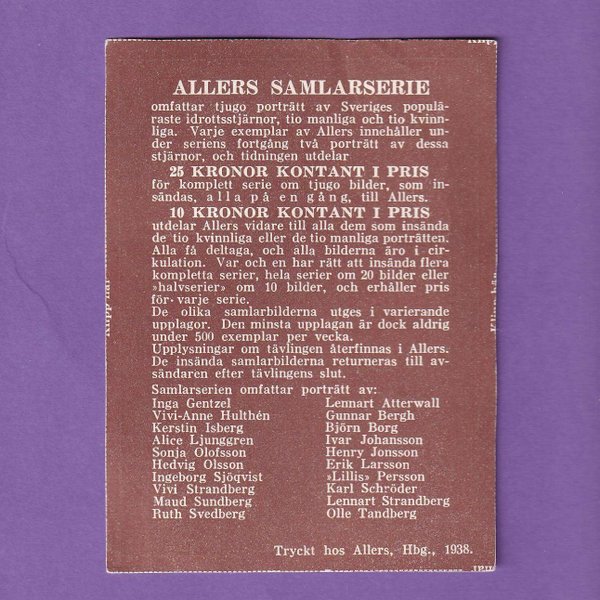 ALLERS SAMLARSERIE
omfattar tjugo porträtt av Sveriges populä-
raste idrottsstjärnor, tio manliga och tio kvinn-
liga. Varje exemplar av Allers innehåller un-
der seriens fortgång två porträtt av dessa
stjärnor, och tidningen utdelar
25 KRONOR KONTANT I PRIS
för komplett serie om tjugo bilder, som in-
sändas, alla på en gång, till Allers.
10 KRONOR KONTANT I PRIS
utdelar Allers vidare till alla dem som insända
de tio kvinnliga eller de tio manliga porträtten.
Alla få deltaga, och alla bilderna äro i cir-
kulation. Var och en har rätt att insända flera
kompletta serier, hela serier om 20 bilder eller
»halvserier» om 10 bilder, och erhåller pris
för varje serie.
De olika samlarbilderna utges i varierande
upplagor. Den minsta upplagan är dock aldrig
under 500 exemplar per vecka.
Upplysningar om tävlingen återfinnas i Allers.
De insända samlarbilderna returneras till av-
sändaren efter tävlingens slut.
Samlarserien omfattar porträtt av:
Inga Gentzel
Vivi-Anne Hulthén
Kerstin Isberg
Alice Ljunggren
Sonja Olofsson
Hedvig Olsson
Ingeborg Sjöqvist
Vivi Strandberg
Maud Sundberg
Ruth Svedberg
Lennart Atterwall
Gunnar Bergh
Björn Borg
Ivar Johansson
Henry Jonsson
Erik Larsson
»Lillis» Persson
Karl Schröder
Lennart Strandberg
Olle Tandberg
Tryckt hos Allers, Hbg., 1938.